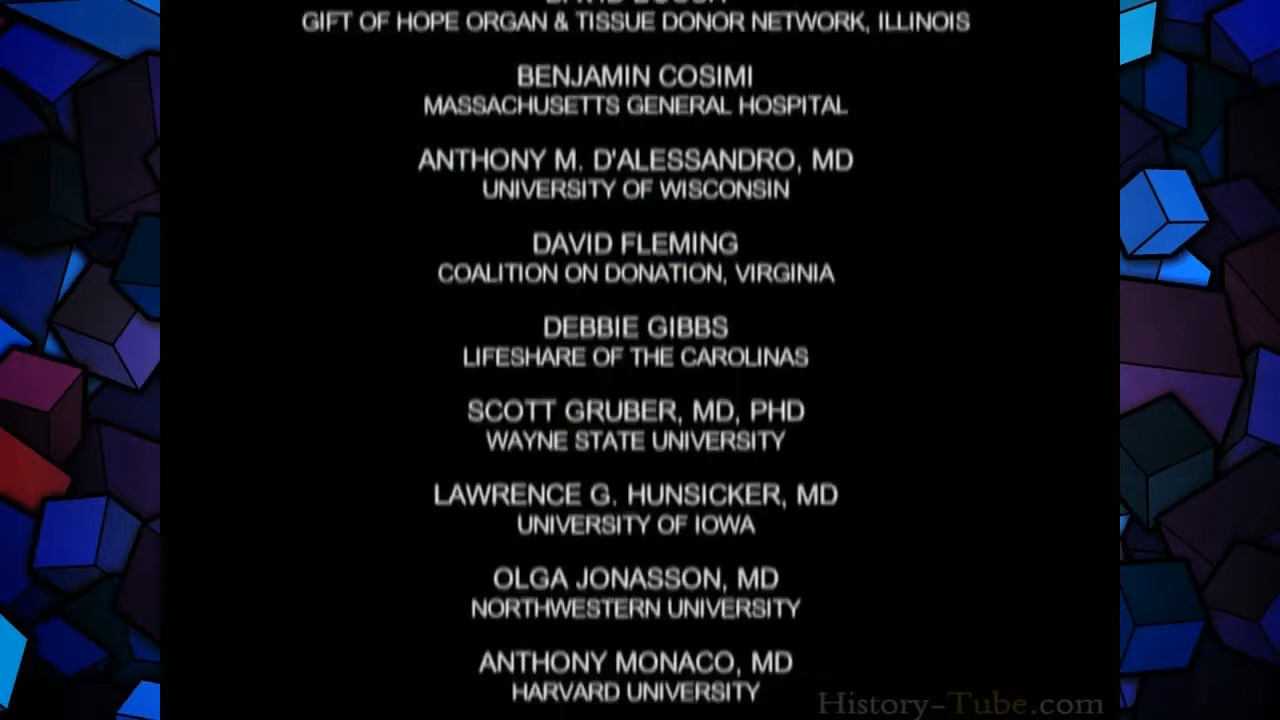 GIFT OF HOPE ORGAN & TISSUE DONOR NETWORK, ILLINOIS
BENJAMIN COSIMI
MASSACHUSETTS GENERAL HOSPITAL
ANTHONY M. D'ALESSANDRO, MD
UNIVERSITY OF WISCONSIN
DAVID FLEMING
COALITION ON DONATION, VIRGINIA
DEBBIE GIBBS
LIFESHARE OF THE CAROLINAS
SCOTT GRUBER, MD, PHD
WAYNE STATE UNIVERSITY
LAWRENCE G. HUNSICKER, MD
UNIVERSITY OF IOWA
OLGA JONASSON, MD
NORTHWESTERN UNIVERSITY
ANTHONY MONACO, MD
HARVARD UNIVERSITY
History-Tube.com